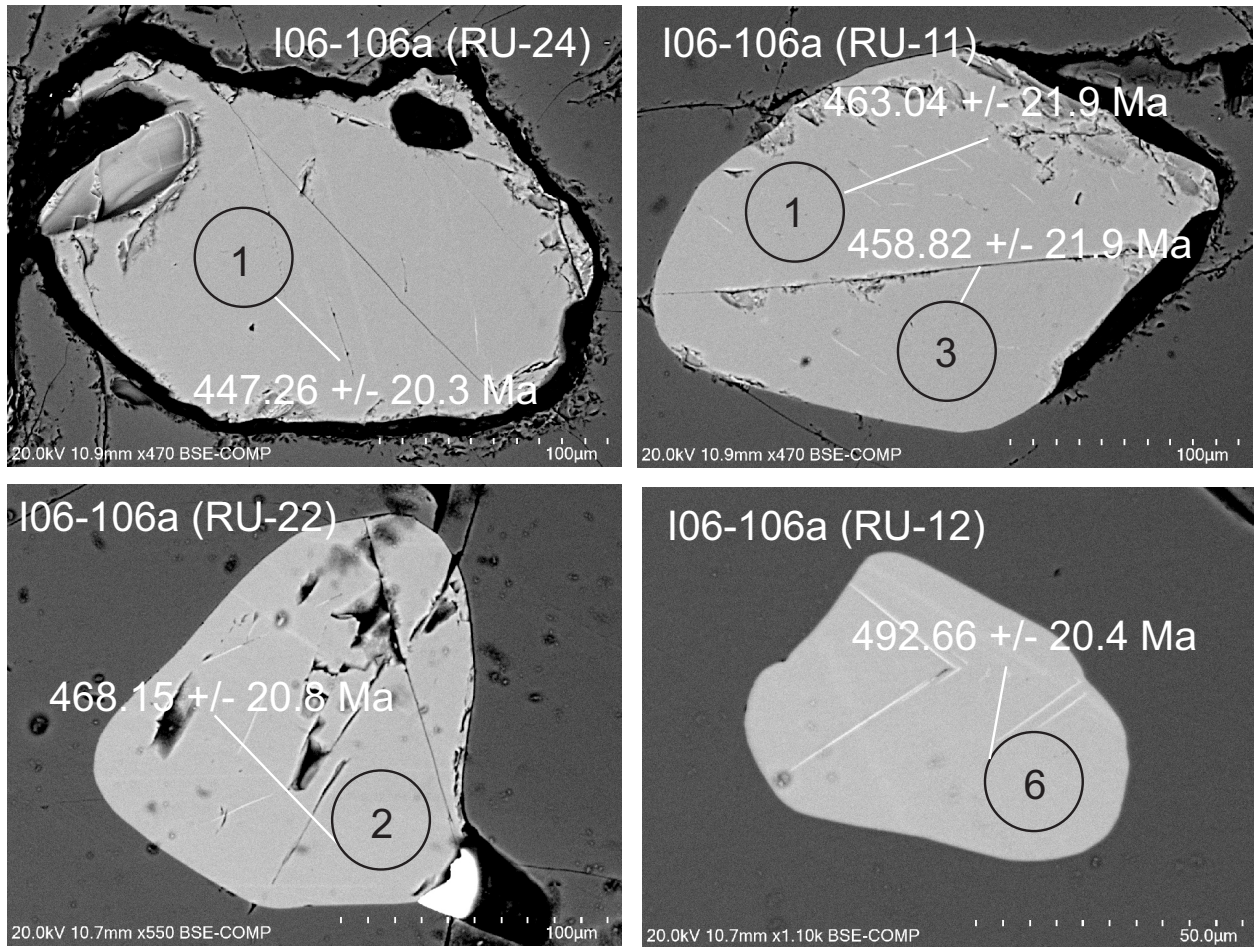 I06-106a (RU-24)
1
447.26 +/- 20.3 Ma
20.0kV 10.9mm x470 BSE-COMP
100µm
I06-106a (RU-11)
463.04 +/- 21.9 Ma
1
458.82 +/- 21.9 Ma
3
20.0kV 10.9mm x470 BSE-COMP
100µm
I06-106a (RU-22)
468.15 +/- 20.8 Ma
2
20.0kV 10.7mm x550 BSE-COMP
100µm
I06-106a (RU-12)
492.66 +/- 20.4 Ma
6
20.0kV 10.7mm x1.10k BSE-COMP
50.0µm